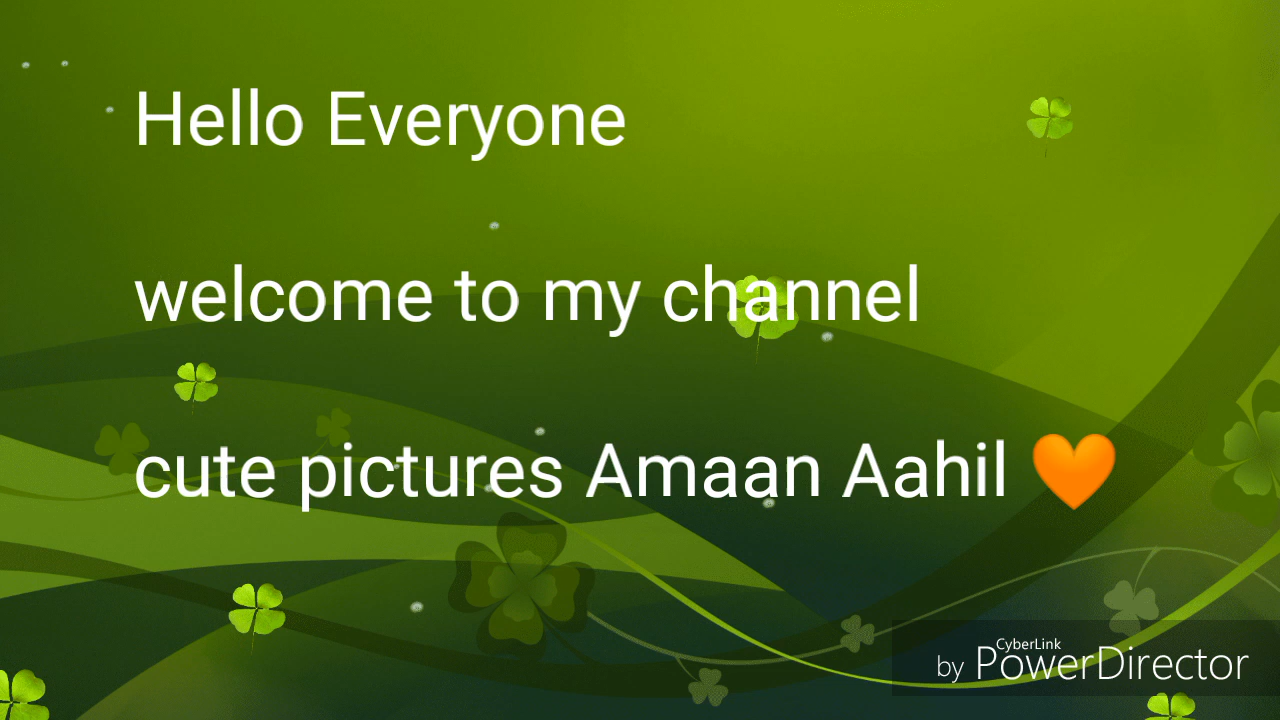 Hello Everyone
welcome to my channel
cute pictures Amaan Aahil 🧡
CyberLink
by PowerDirector